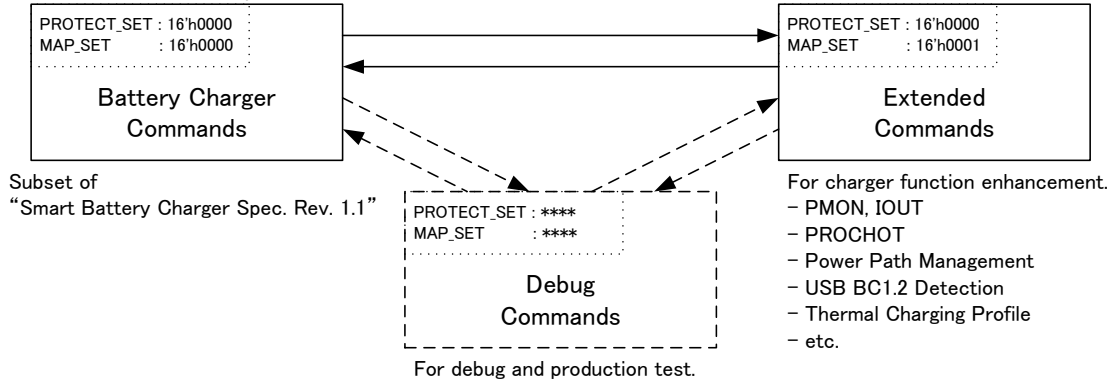 PROTECT_SET : 16'h0000
MAP_SET : 16'h0000
Battery Charger
Commands
Subset of
“Smart Battery Charger Spec. Rev. 1.1”
PROTECT_SET : 16'h0000
MAP_SET : 16'h0001
Extended
Commands
For charger function enhancement.
- PMON, IOUT
- PROCHOT
- Power Path Management
- USB BC1.2 Detection
- Thermal Charging Profile
- etc.
PROTECT_SET : ****
MAP_SET : ****
Debug
Commands
For debug and production test.